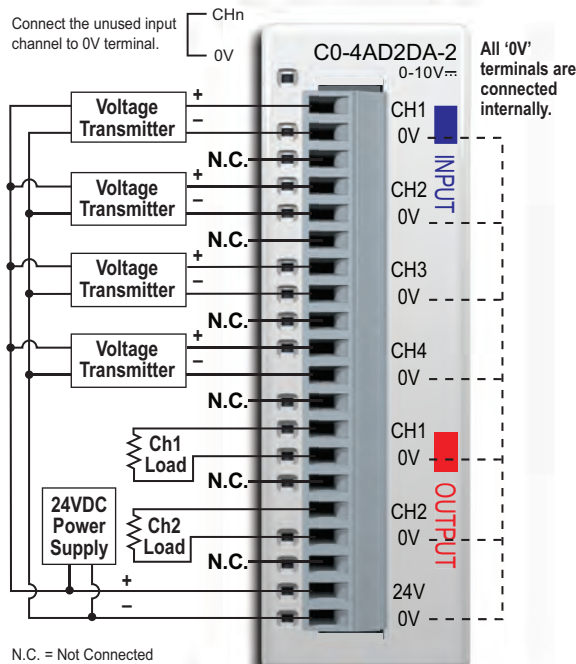 Connect the unused input
channel to 0V terminal.
CHn
0V
C0-4AD2DA-2
0-10V⎓
All ‘0V’
terminals are
connected
internally.
Voltage
Transmitter
+
–
CH1
0V
INPUT
N.C.
Voltage
Transmitter
+
–
CH2
0V
N.C.
Voltage
Transmitter
+
–
CH3
0V
N.C.
Voltage
Transmitter
+
–
CH4
0V
N.C.
Ch1
Load
CH1
0V
OUTPUT
N.C.
24VDC
Power
Supply
Ch2
Load
CH2
0V
N.C.
+
–
24V
0V
N.C. = Not Connected